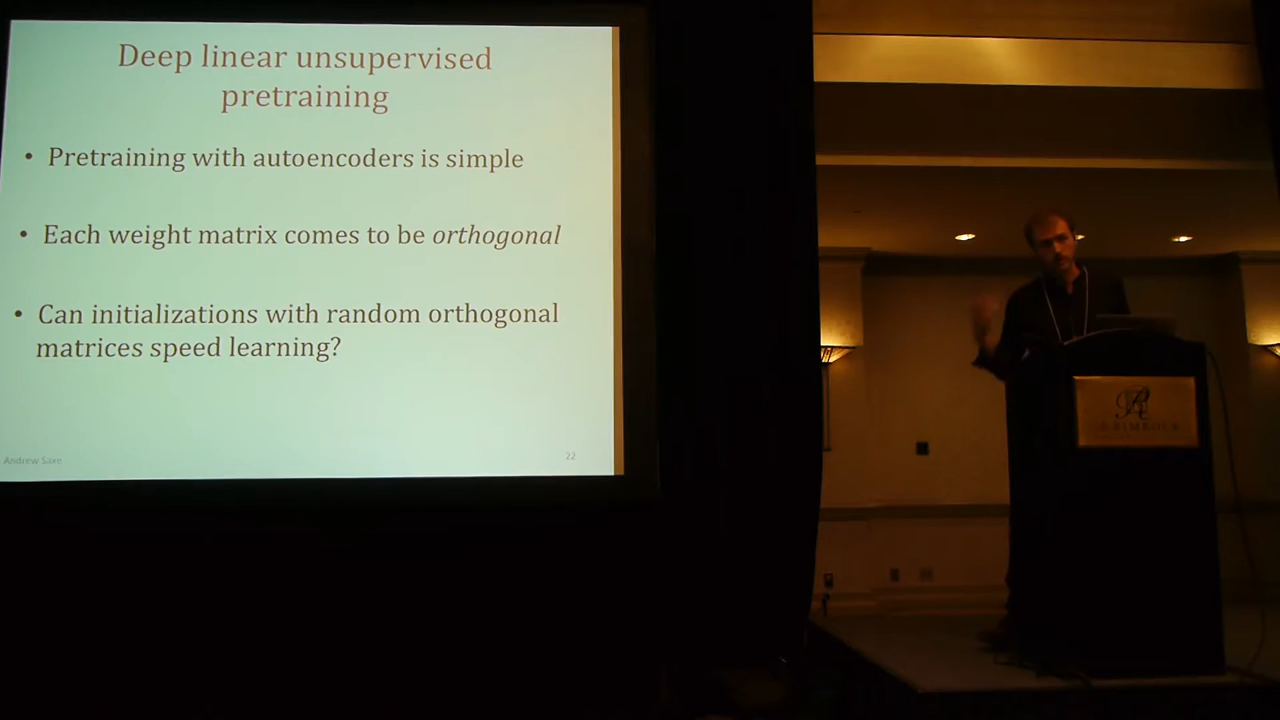 Deep linear unsupervised
pretraining
• Pretraining with autoencoders is simple
• Each weight matrix comes to be orthogonal
• Can initializations with random orthogonal
matrices speed learning?
Andrew Saxe
22